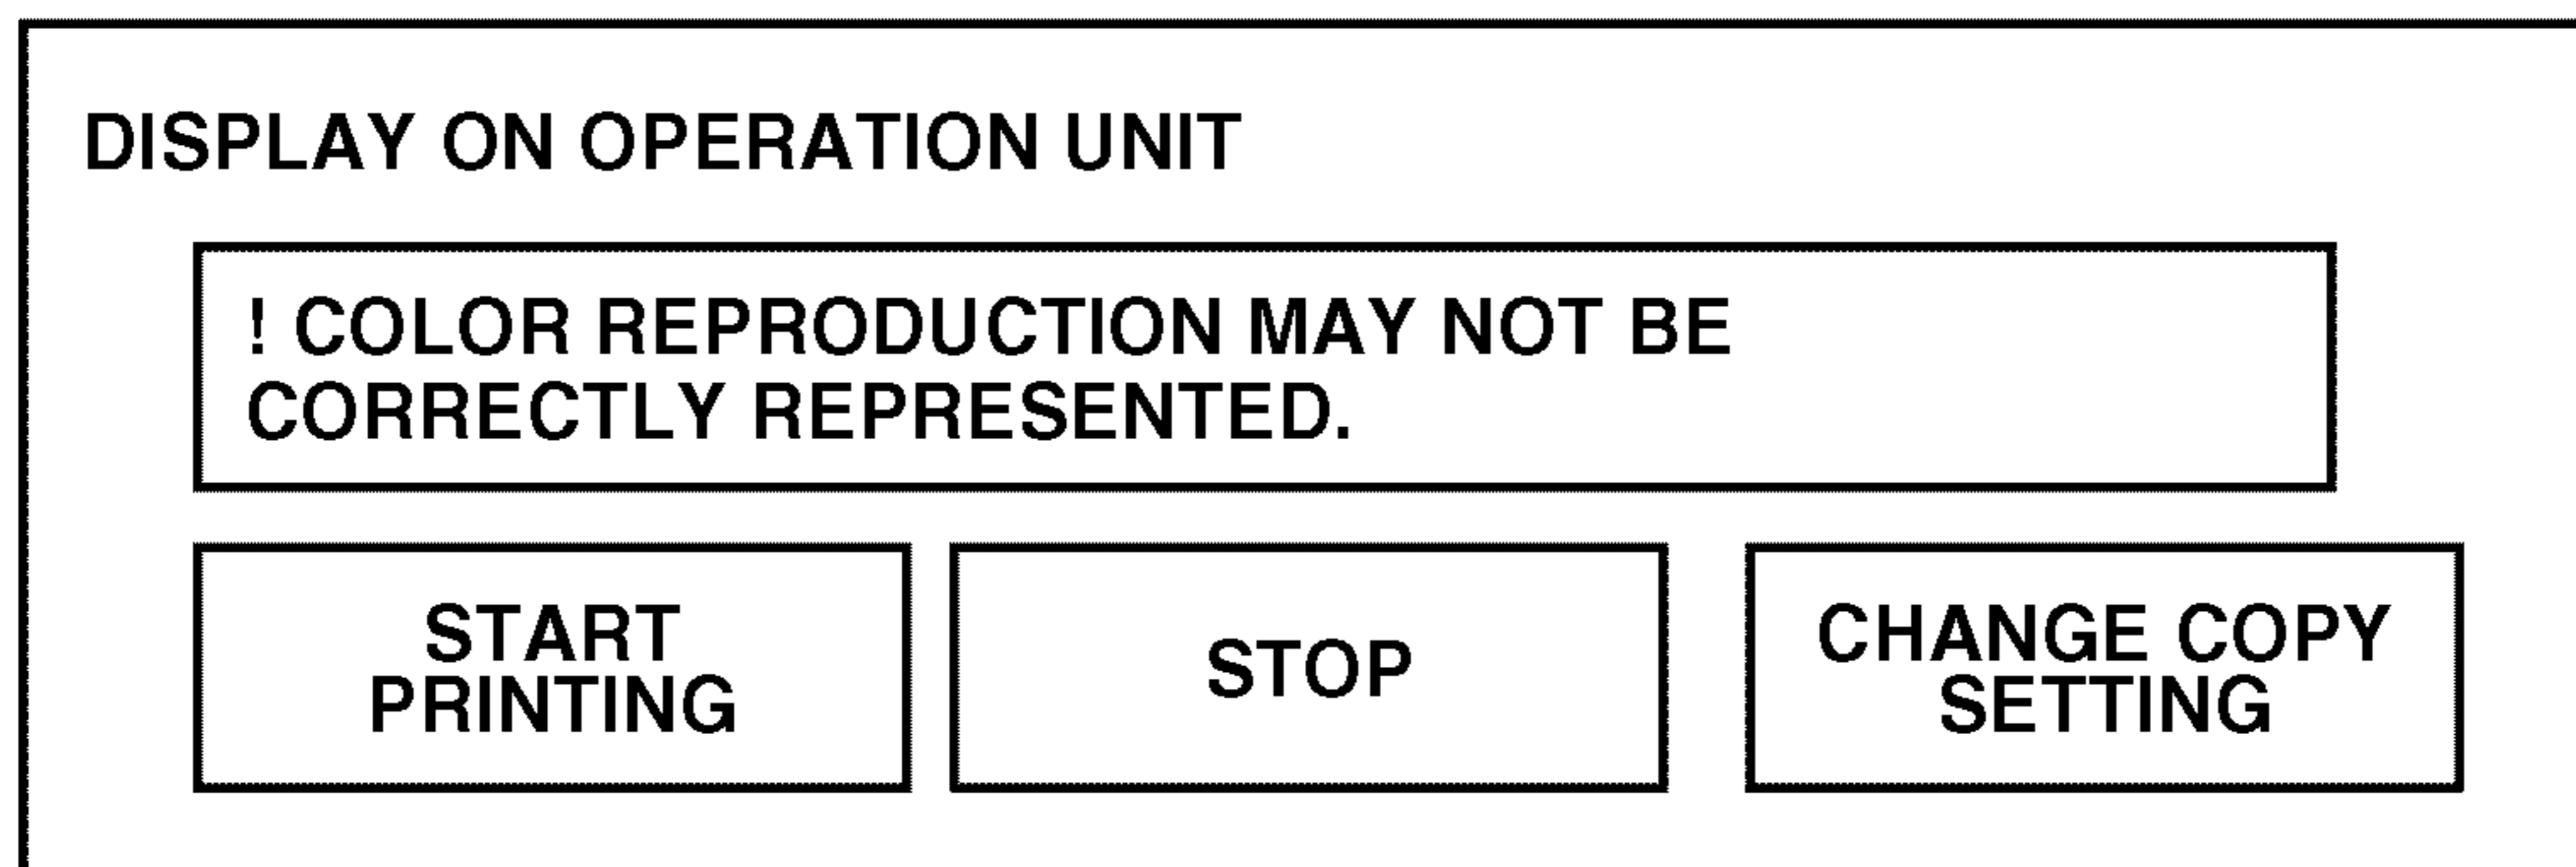 DISPLAY ON OPERATION UNIT
! COLOR REPRODUCTION MAY NOT BE
CORRECTLY REPRESENTED.
START
PRINTING
STOP
CHANGE COPY
SETTING